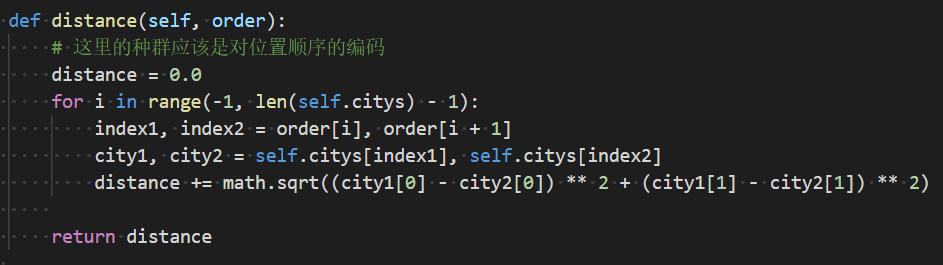 def distance(self, order):
# 这里的种群应该是对位置顺序的编码
distance = 0.0
for i in range(-1, len(self.citys) - 1):
index1, index2 = order[i], order[i + 1]
city1, city2 = self.citys[index1], self.citys[index2]
distance += math.sqrt((city1[0] - city2[0]) ** 2 + (city1[1] - city2[1]) ** 2)
return distance